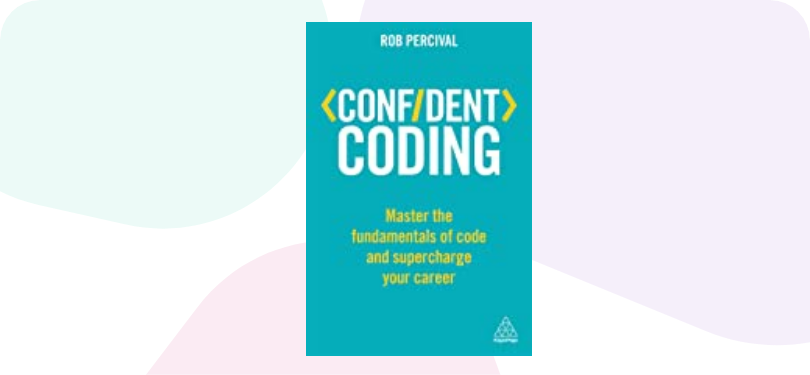 ROB PERCIVAL
<CONF/DENT>
CODING
Master the
fundamentals of code
and supercharge
your career